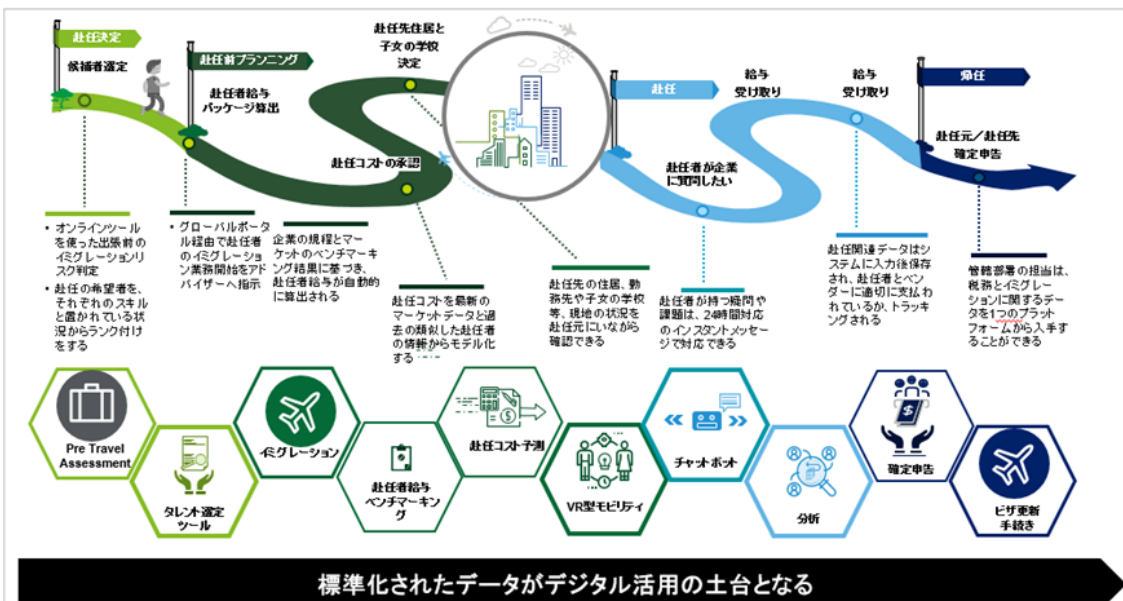 赴任決定
候補者選定
赴任前プランニング
赴任者給与
パッケージ算出
赴任先住居と
子女の学校
決定
赴任コストの承認
赴任
赴任者が企業
に質問したい
給与
受け取り
給与
受け取り
帰任
赴任元／赴任先
確定申告
• オンラインツール
を使った出張前の
イミグレーションリ
スク判定
• 赴任の希望者を、
それぞれのスキル
と置かれている状
況からランク付け
をする
• グローバルポータ
ル経由で赴任者
のイミグレーショ
ン業務開始をアド
バイザーへ指示
企業の規程とマー
ケットのベンチマーキ
ング結果に基づき、
赴任者給与が自動的
に算出される
赴任コストを最新の
マーケットデータと過
去の類似した赴任者
の情報からモデル化
する
赴任先の住居、勤
務先や子女の学校
等、現地の状況を
赴任元にいながら
確認できる
赴任者が持つ疑問や
課題は、24時間対応
のインスタントメッセー
ジで対応できる
赴任関連データはシ
ステムに入力後保存
され、赴任者とベン
ダーに適切に支払わ
れているか、トラッキ
ングされる
管轄部署の担当は、
税務とイミグレーショ
ンに関するデー
タを1つのプラット
フォームから入手す
ることができる
Pre Travel
Assessment
タレント選定
ツール
イミグレーション
赴任者給与
ベンチマーキン
グ
赴任コスト予測
VR型モビリティ
チャットボット
分析
確定申告
ビザ更新
手続き
標準化されたデータがデジタル活用の土台となる